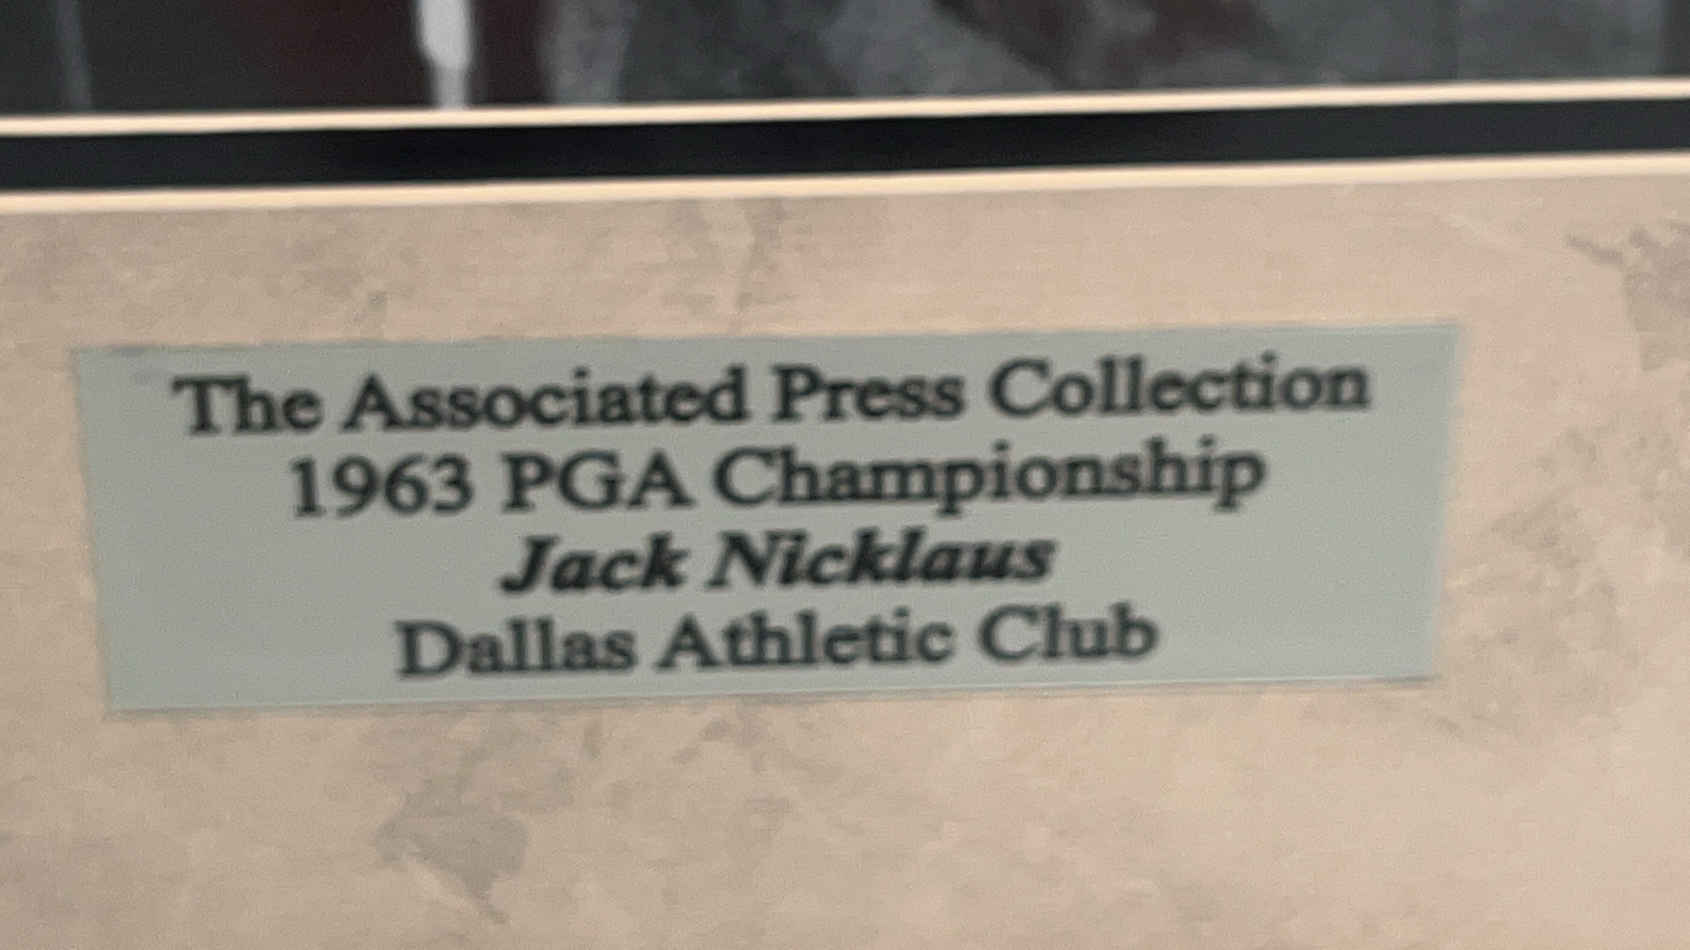 The Associated Press Collection
1963 PGA Championship
Jack Nicklaus
Dallas Athletic Club